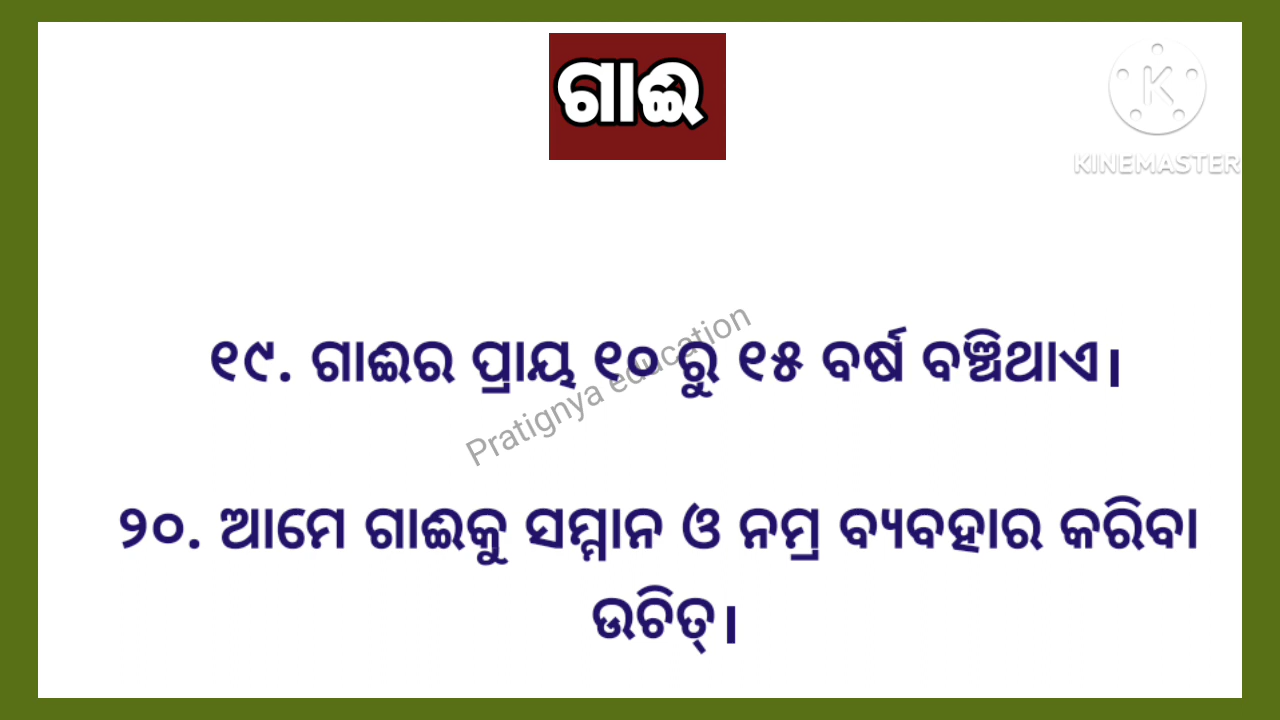 ଗାଈ
KINEMASTER
୧୯. ଗାଈର ପ୍ରାୟ ୧୦ ରୁ ୧୫ ବର୍ଷ ବଞ୍ଚିଥାଏ।
Pratignya education
୨୦. ଆମେ ଗାଈକୁ ସମ୍ମାନ ଓ ନମ୍ର ବ୍ୟବହାର କରିବା
ଉଚିତ୍।